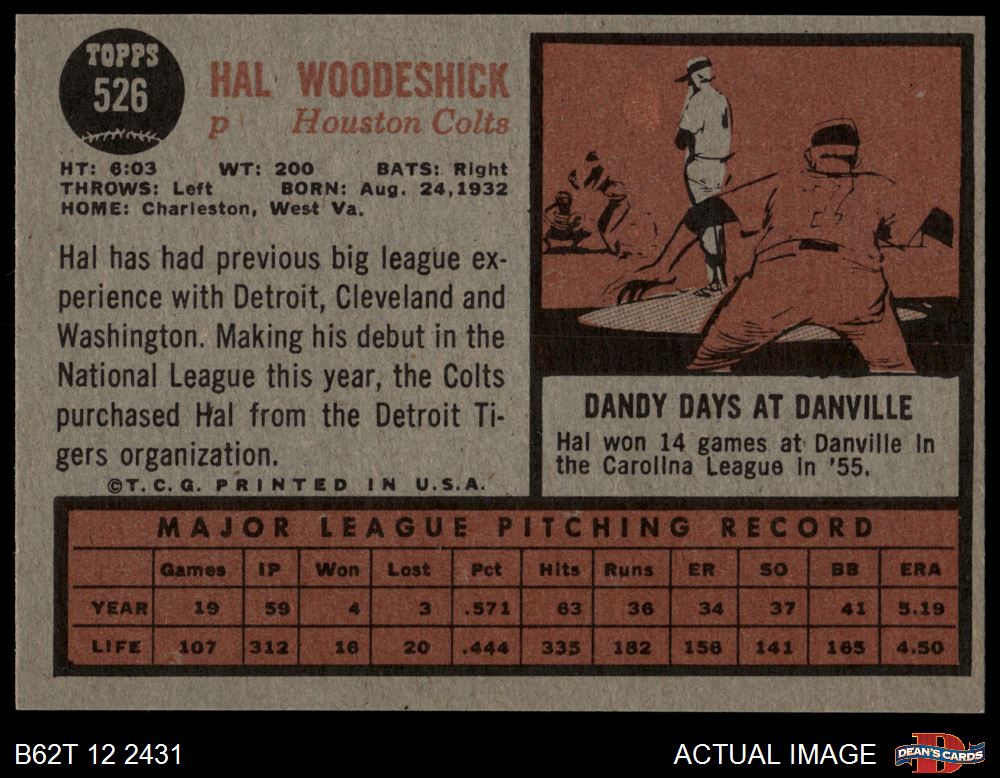 TOPPS
526
HAL WOODESHICK
p Houston Colts
HT: 6:03 WT: 200 BATS: Right
THROWS: Left BORN: Aug. 24,1932
HOME: Charleston, West Va.
Hal has had previous big league ex-
perience with Detroit, Cleveland and
Washington. Making his debut in the
National League this year, the Colts
purchased Hal from the Detroit Ti-
gers organization.
©T.C.G. PRINTED IN U.S.A.
DANDY DAYS AT DANVILLE
Hal won 14 games at Danville in
the Carolina League in '55.
MAJOR LEAGUE PITCHING RECORD
Games IP Won Lost Pct Hits Runs ER SO BB ERA
YEAR 19 59 4 3 .571 63 36 34 37 41 5.19
LIFE 107 312 16 20 .444 335 182 156 141 165 4.50
B62T 12 2431
ACTUAL IMAGE
D
DEAN'S CARDS